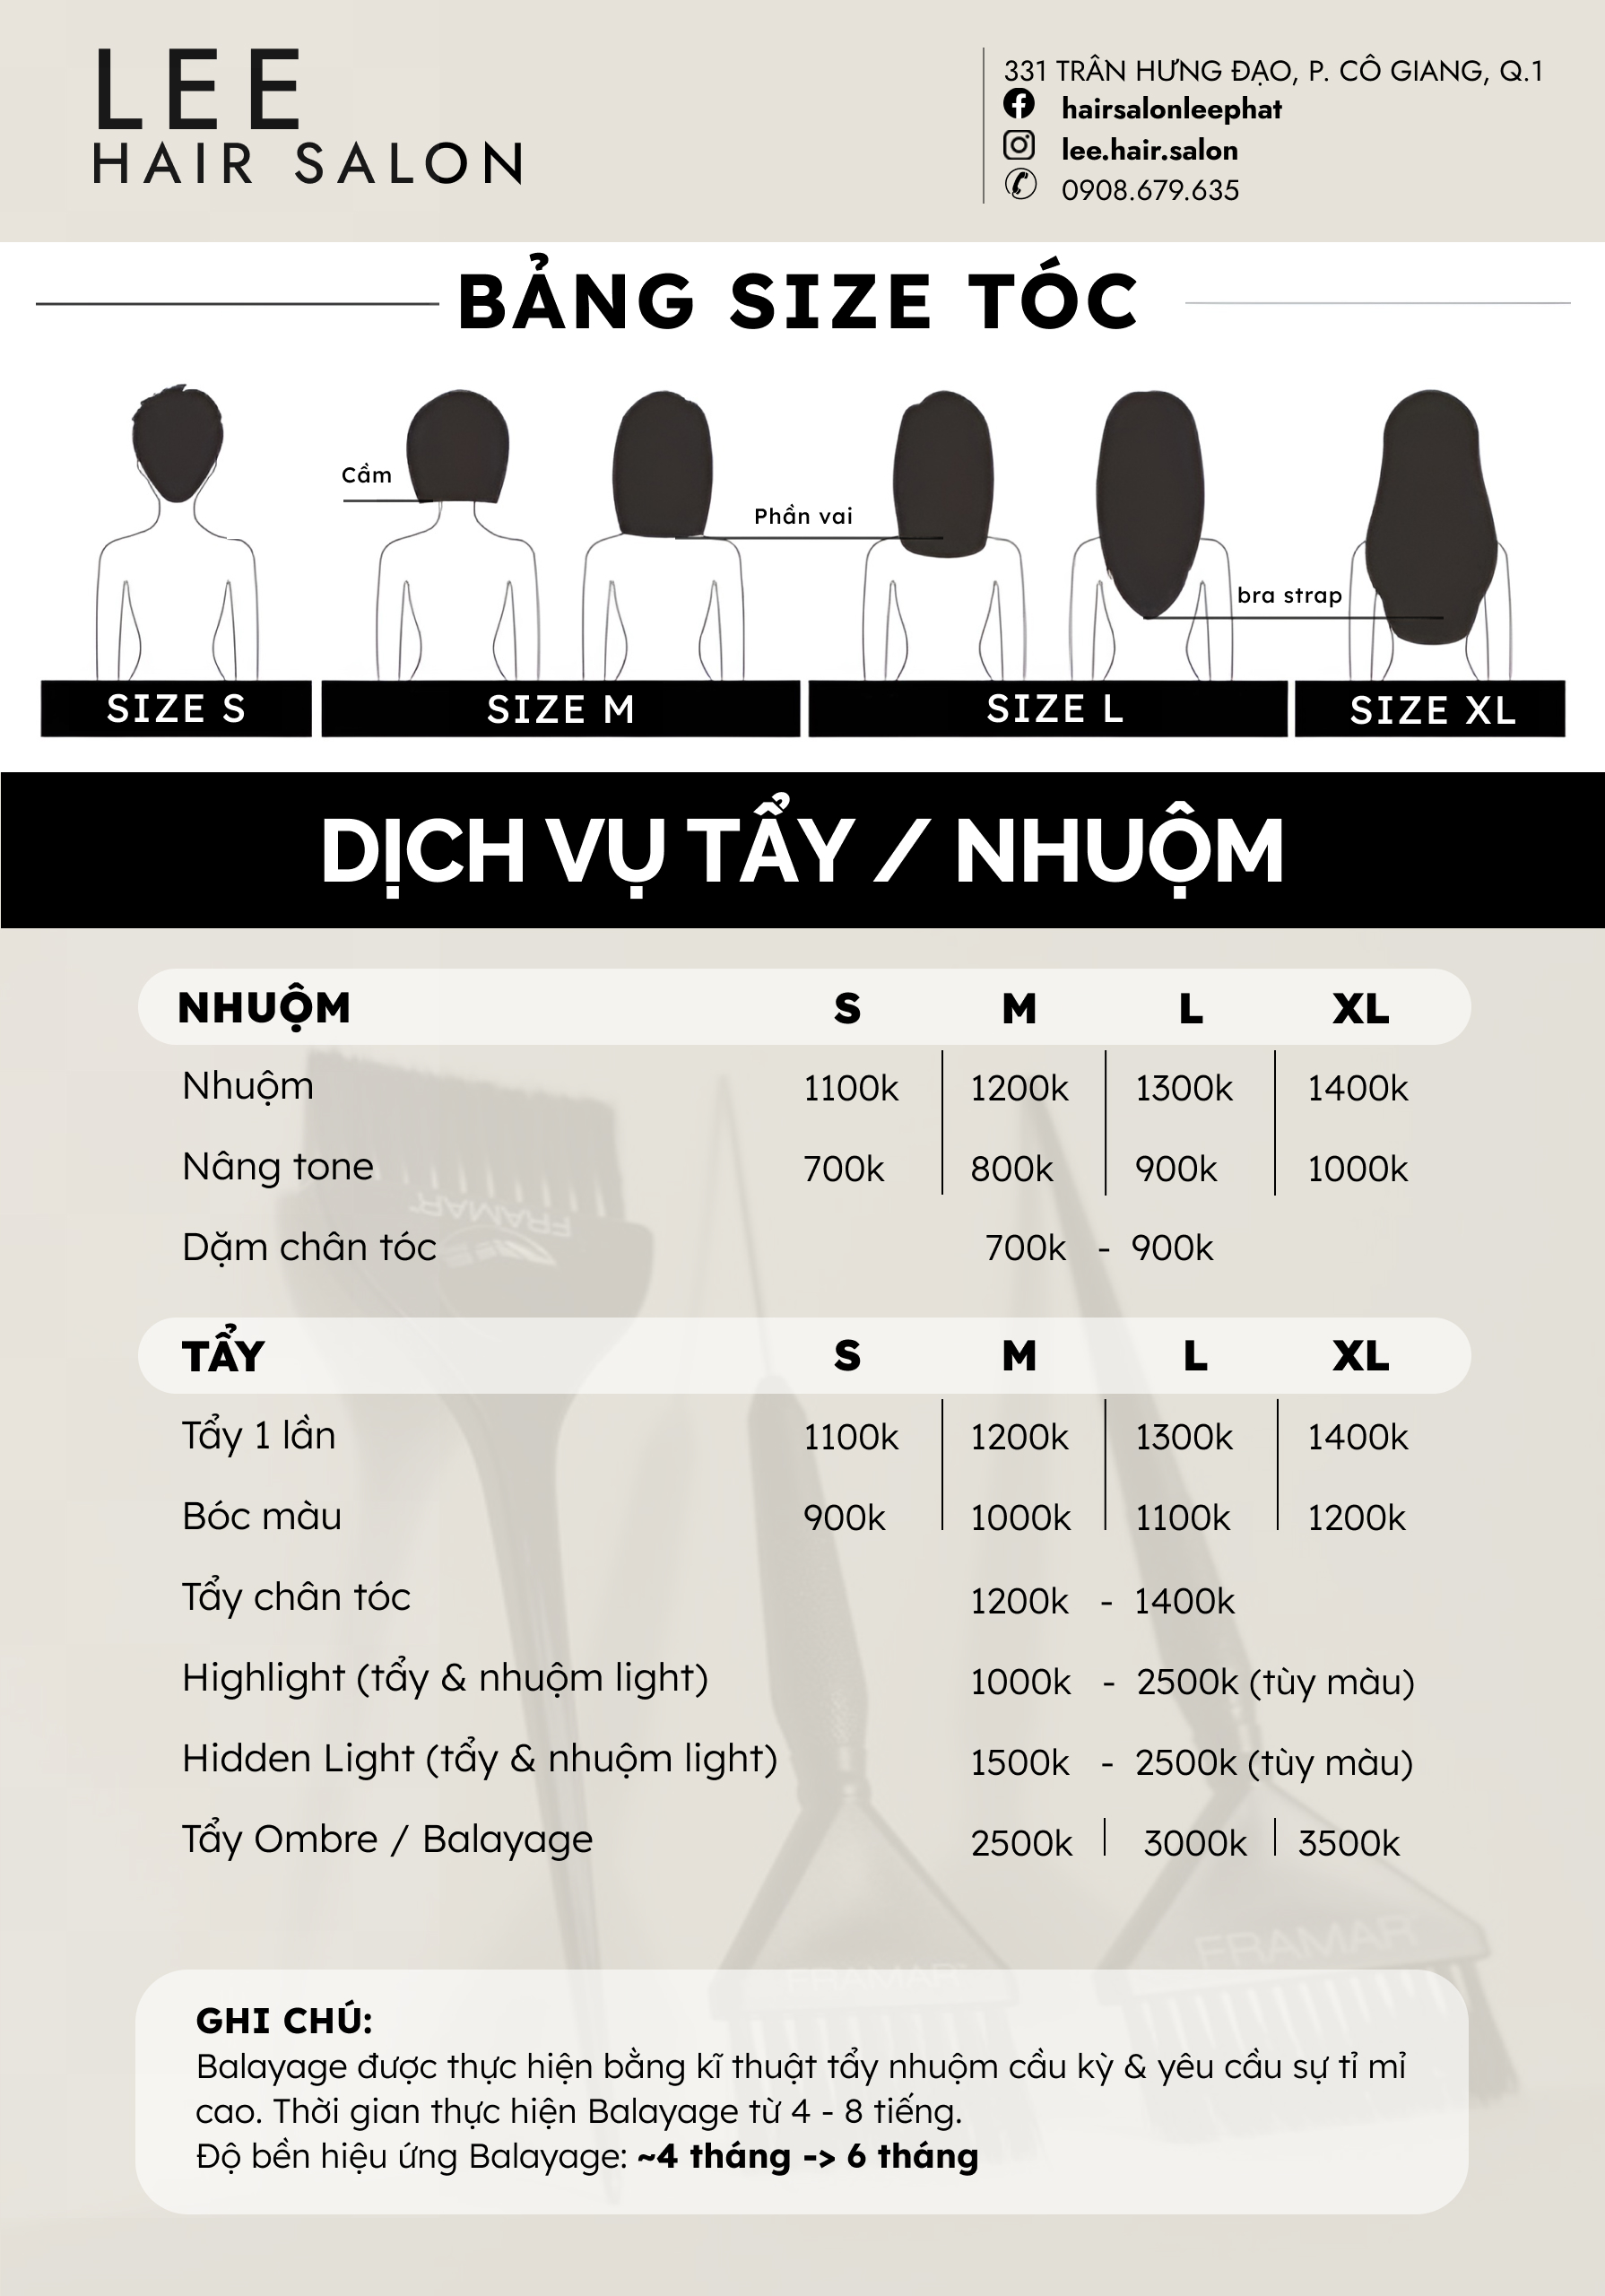 LEE
HAIR SALON
331 TRẦN HƯNG ĐẠO, P. CÔ GIANG, Q.1
hairsalonleephat
lee.hair.salon
0908.679.635
BẢNG SIZE TÓC
Cầm
Phần vai
bra strap
SIZE S SIZE M SIZE L SIZE XL
DỊCH VỤ TẨY / NHUỘM
NHUỘM S M L XL
Nhuộm 1100k 1200k 1300k 1400k
Nâng tone 700k 800k 900k 1000k
Dặm chân tóc 700k - 900k
FRAMAR
TẨY S M L XL
Tẩy 1 lần 1100k 1200k 1300k 1400k
Bóc màu 900k 1000k 1100k 1200k
Tẩy chân tóc 1200k - 1400k
Highlight (tẩy & nhuộm light) 1000k - 2500k (tùy màu)
Hidden Light (tẩy & nhuộm light) 1500k - 2500k (tùy màu)
Tẩy Ombre / Balayage 2500k 3000k 3500k
FRAMAR
FRAMAR
GHI CHÚ:
Balayage được thực hiện bằng kĩ thuật tẩy nhuộm cầu kỳ & yêu cầu sự tỉ mỉ
cao. Thời gian thực hiện Balayage từ 4 - 8 tiếng.
Độ bền hiệu ứng Balayage: ~4 tháng -> 6 tháng